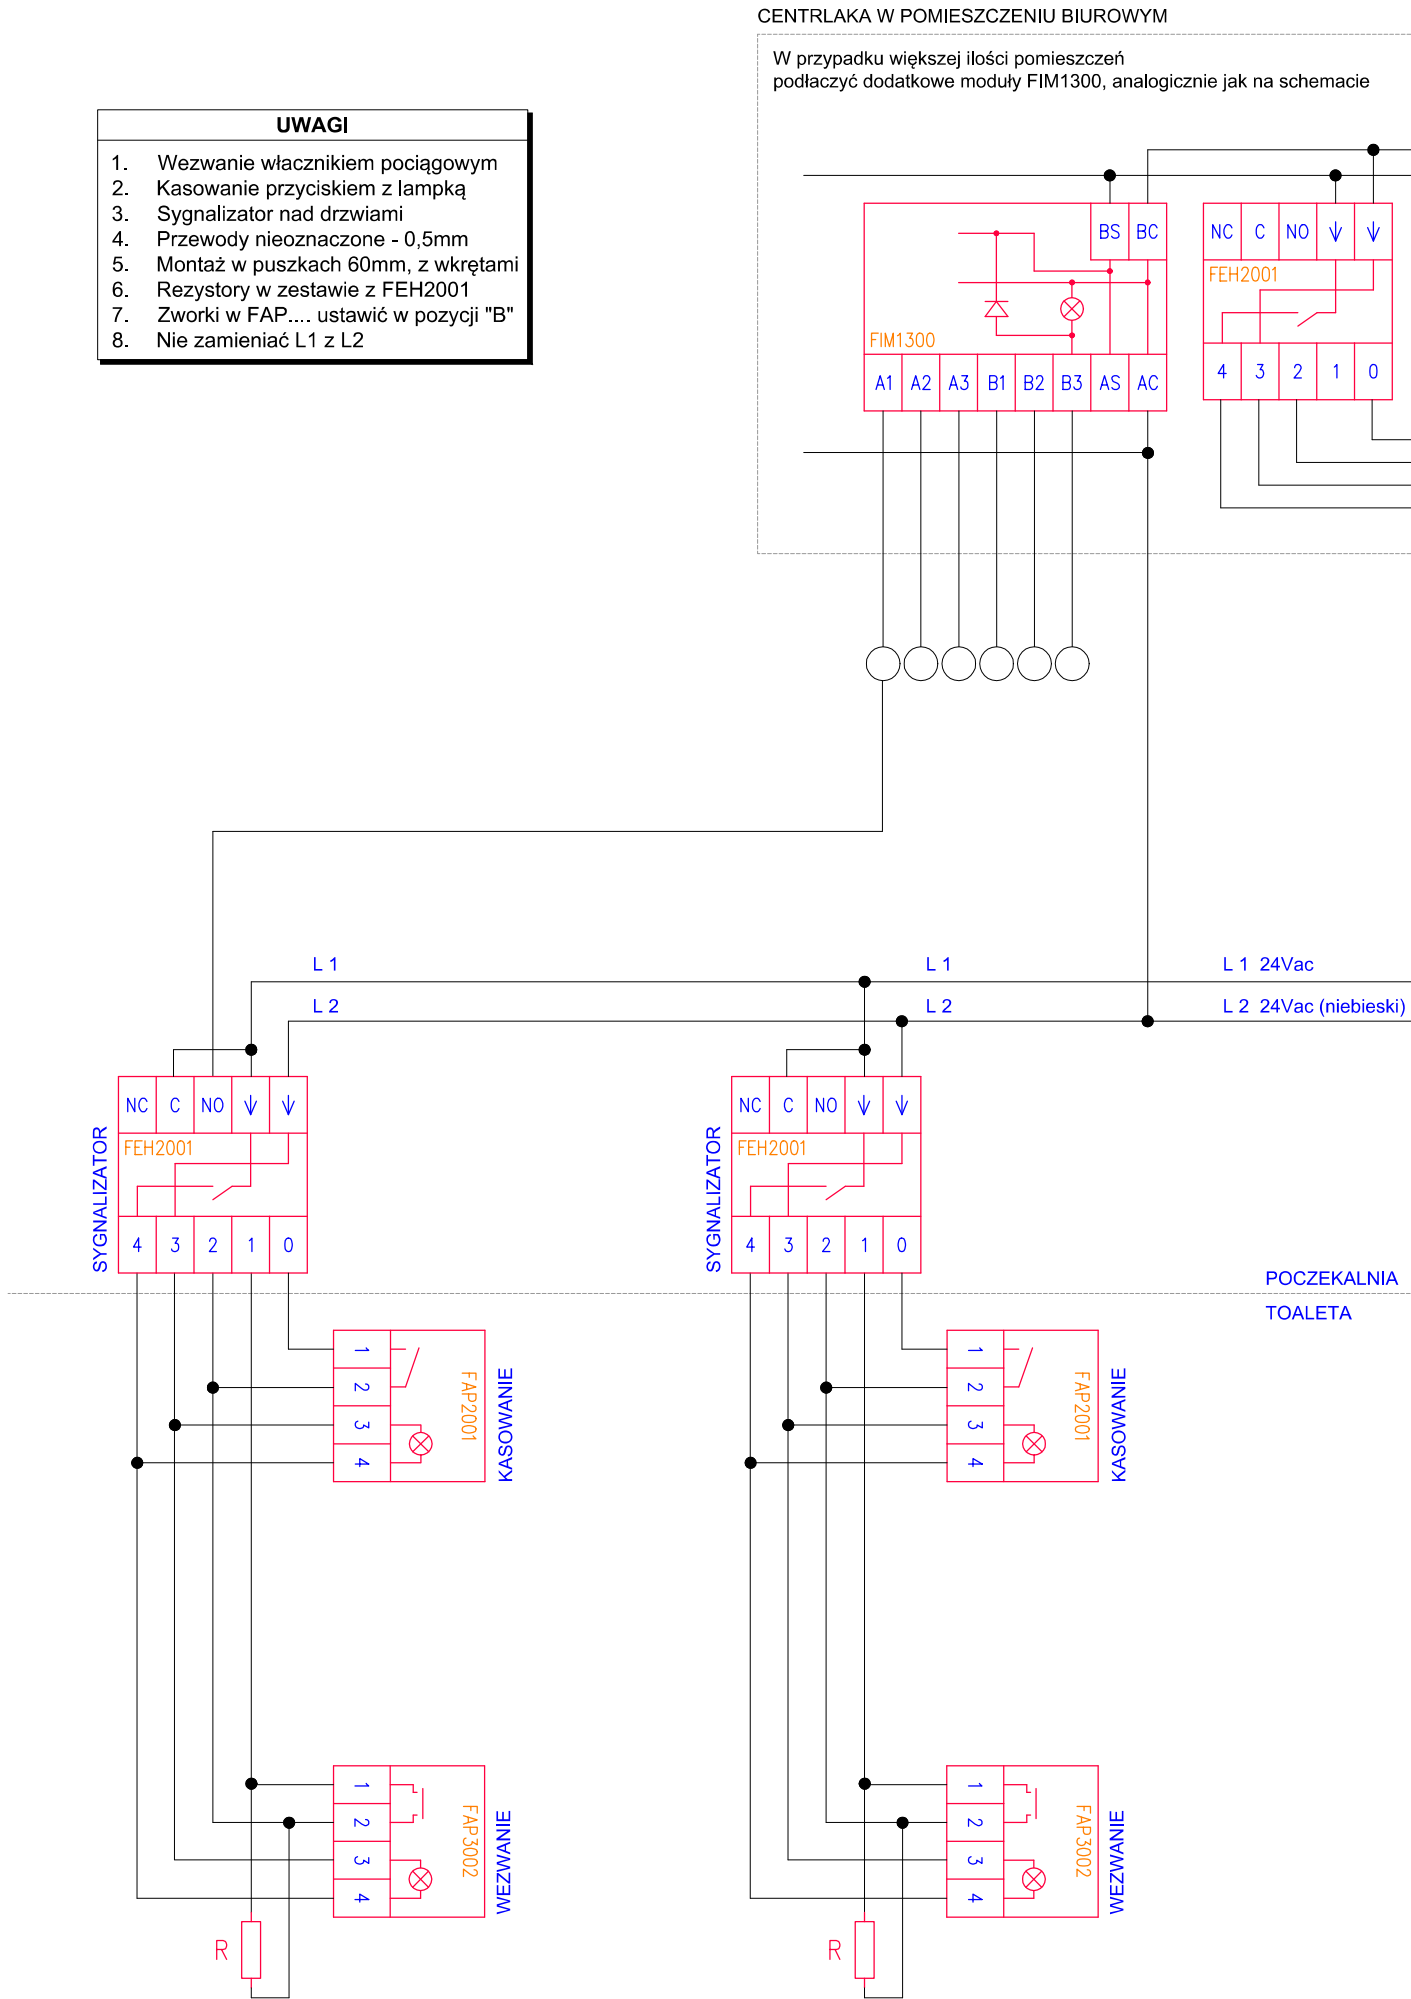 CENTRLAKA W POMIESZCZENIU BIUROWYM
W przypadku większej ilości pomieszczeń
podłaczyć dodatkowe moduły FIM1300, analogicznie jak na schemacie
UWAGI
1. Wezwanie włacznikiem pociągowym
2. Kasowanie przyciskiem z lampką
3. Sygnalizator nad drzwiami
4. Przewody nieoznaczone - 0,5mm
5. Montaż w puszkach 60mm, z wkrętami
6. Rezystory w zestawie z FEH2001
7. Zworki w FAP.... ustawić w pozycji "B"
8. Nie zamieniać L1 z L2
BS BC
FIM1300
A1 A2 A3 B1 B2 B3 AS AC
NC C NO
FEH2001
4 3 2 1 0
L 1 L 1 L 1 24Vac
L 2 L 2 L 2 24Vac (niebieski)
SYGNALIZATOR
NC C NO
FEH2001
4 3 2 1 0
SYGNALIZATOR
NC C NO
FEH2001
4 3 2 1 0
POCZEKALNIA
TOALETA
1
2
3
4
FAP2001
KASOWANIE
1
2
3
4
FAP2001
KASOWANIE
1
2
3
4
FAP3002
WEZWANIE
R
1
2
3
4
FAP3002
WEZWANIE
R